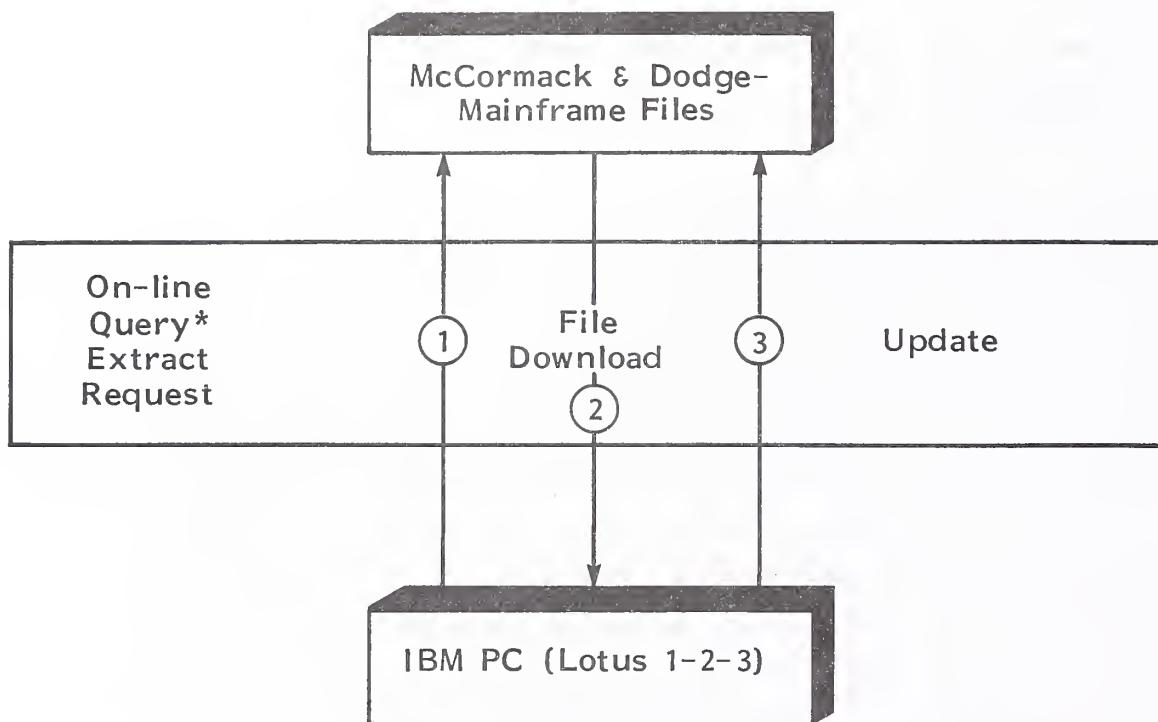 McCormack & Dodge-
Mainframe Files
On-line
Query*
Extract
Request
1
File
Download
2
3
Update
IBM PC (Lotus 1-2-3)